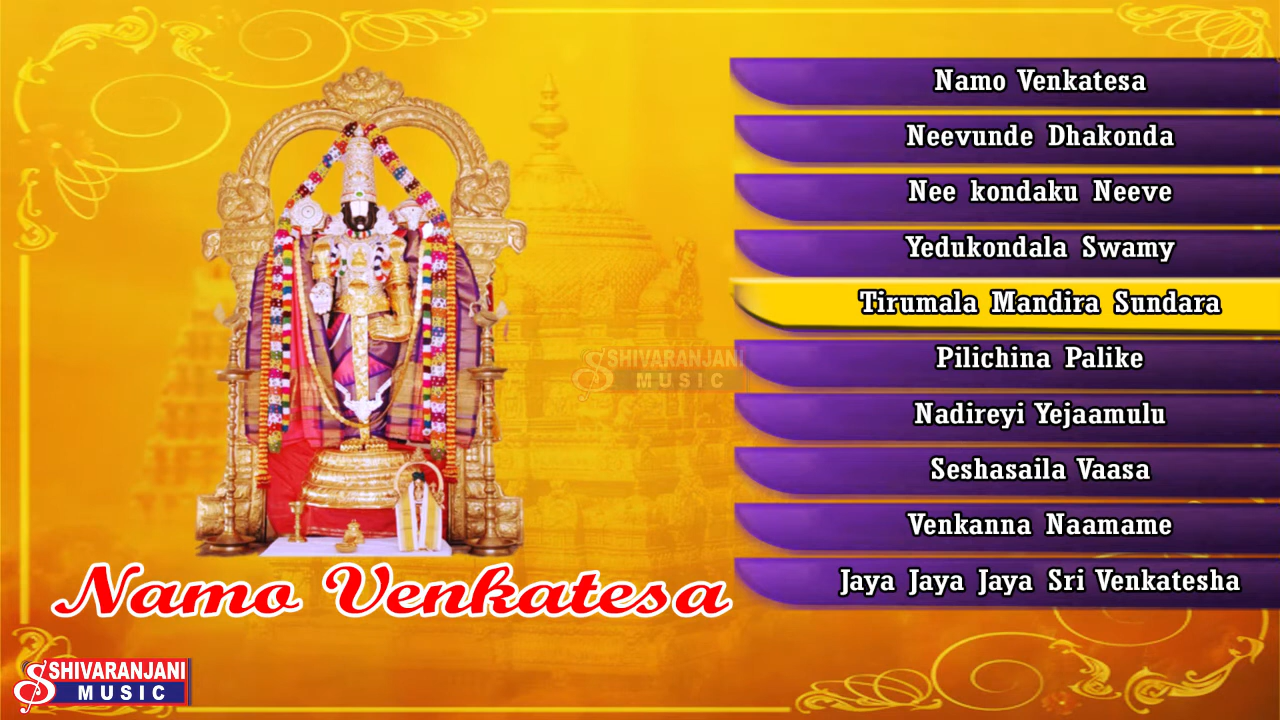 Namo Venkatesa
Neevunde Dhakonda
Nee kondaku Neeve
Yedukondala Swamy
Tirumala Mandira Sundara
Pilichina Palike
Nadireyi Yejaamulu
Seshasaila Vaasa
Venkanna Naamame
Jaya Jaya Jaya Sri Venkatesha
SHIVARANJANI
MUSIC
Namo Venkatesa
SHIVARANJANI
MUSIC